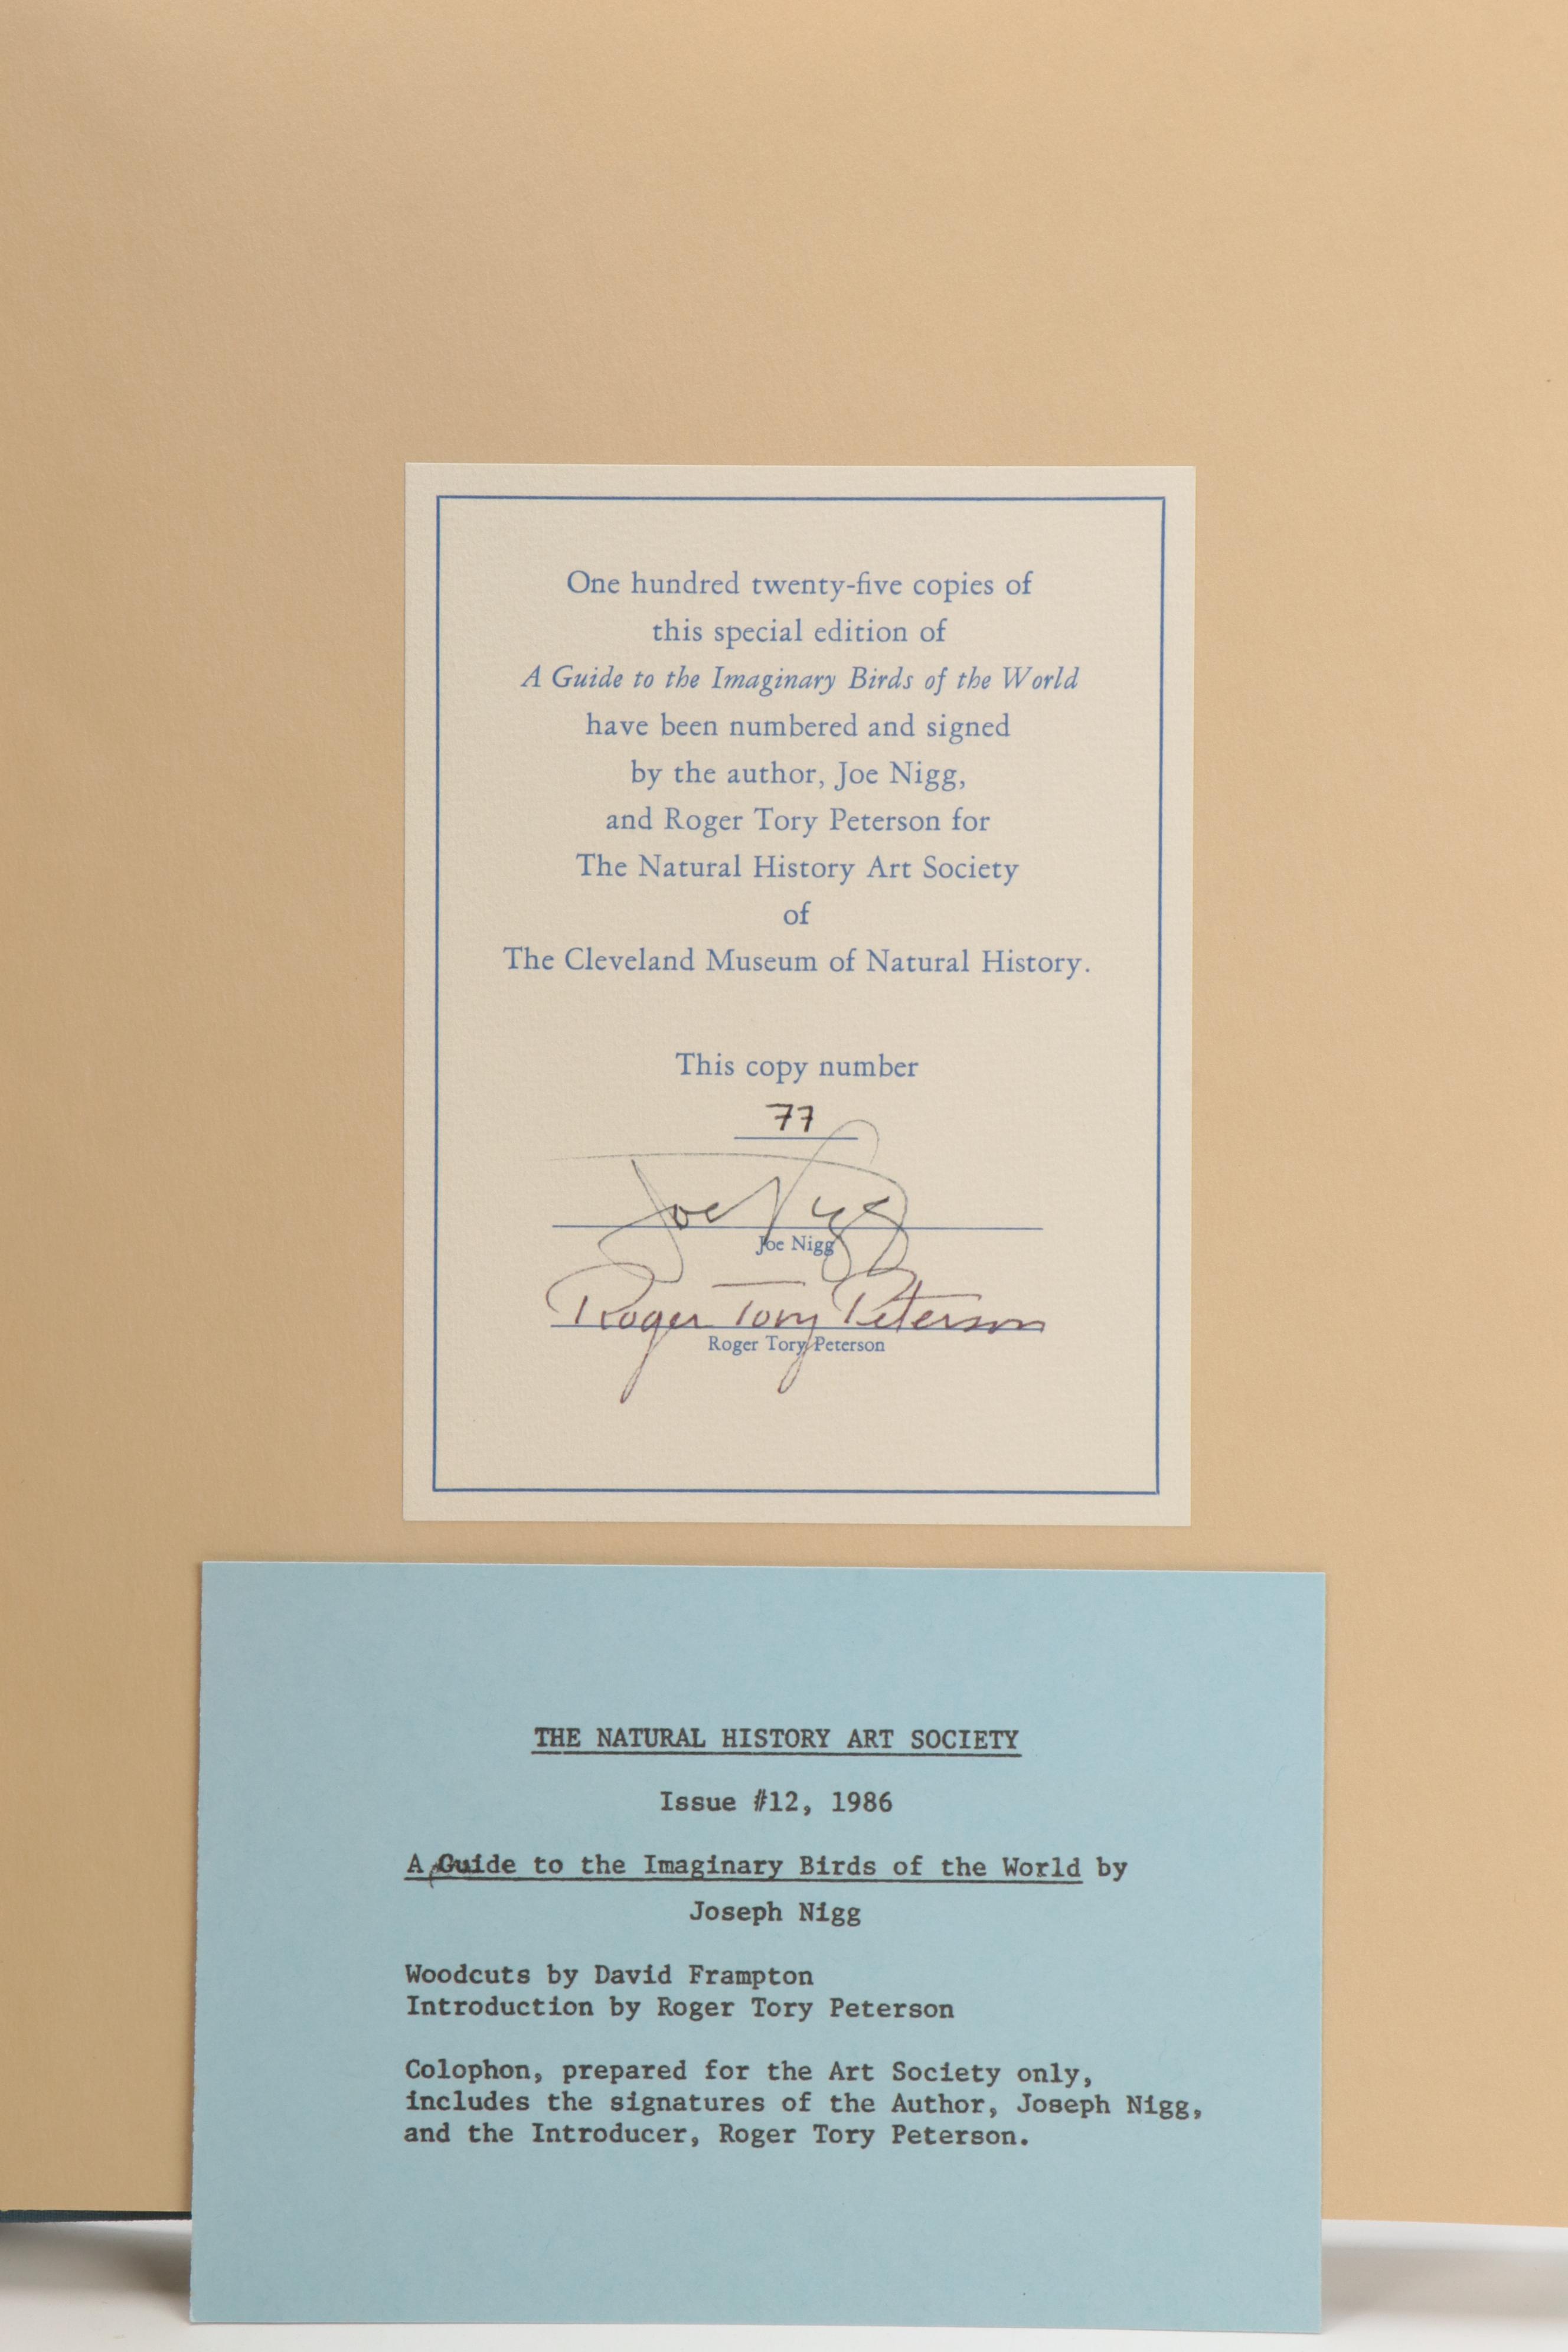 One hundred twenty-five copies of
this special edition of
A Guide to the Imaginary Birds of the World
have been numbered and signed
by the author, Joe Nigg,
and Roger Tory Peterson for
The Natural History Art Society
of
The Cleveland Museum of Natural History.
This copy number
77
Joe Nigg
Joe Nigg
Roger Tory Peterson
Roger Tory Peterson
THE NATURAL HISTORY ART SOCIETY
Issue #12, 1986
A Guide to the Imaginary Birds of the World by
Joseph Nigg
Woodcuts by David Frampton
Introduction by Roger Tory Peterson
Colophon, prepared for the Art Society only,
includes the signatures of the Author, Joseph Nigg,
and the Introducer, Roger Tory Peterson.